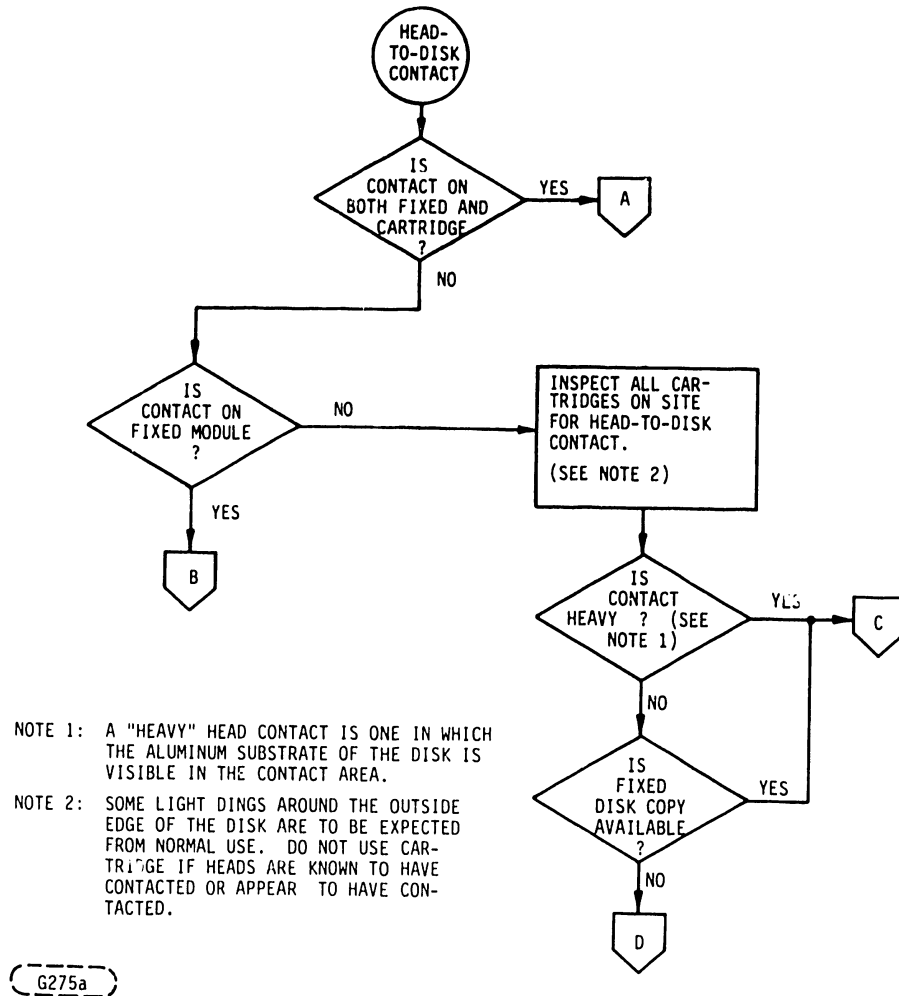 HEAD-
TO-DISK
CONTACT
IS
CONTACT ON
BOTH FIXED AND
CARTRIDGE
?
YES
A
NO
IS
CONTACT ON
FIXED MODULE
?
NO
YES
B
INSPECT ALL CAR-
TRIDGES ON SITE
FOR HEAD-TO-DISK
CONTACT.
(SEE NOTE 2)
IS
CONTACT
HEAVY ? (SEE
NOTE 1)
YES
C
NO
IS
FIXED
DISK COPY
AVAILABLE
?
YES
NO
D
NOTE 1: A "HEAVY" HEAD CONTACT IS ONE IN WHICH
THE ALUMINUM SUBSTRATE OF THE DISK IS
VISIBLE IN THE CONTACT AREA.
NOTE 2: SOME LIGHT DINGS AROUND THE OUTSIDE
EDGE OF THE DISK ARE TO BE EXPECTED
FROM NORMAL USE. DO NOT USE CAR-
TRIDGE IF HEADS ARE KNOWN TO HAVE
CONTACTED OR APPEAR TO HAVE CON-
TACTED.
G275a